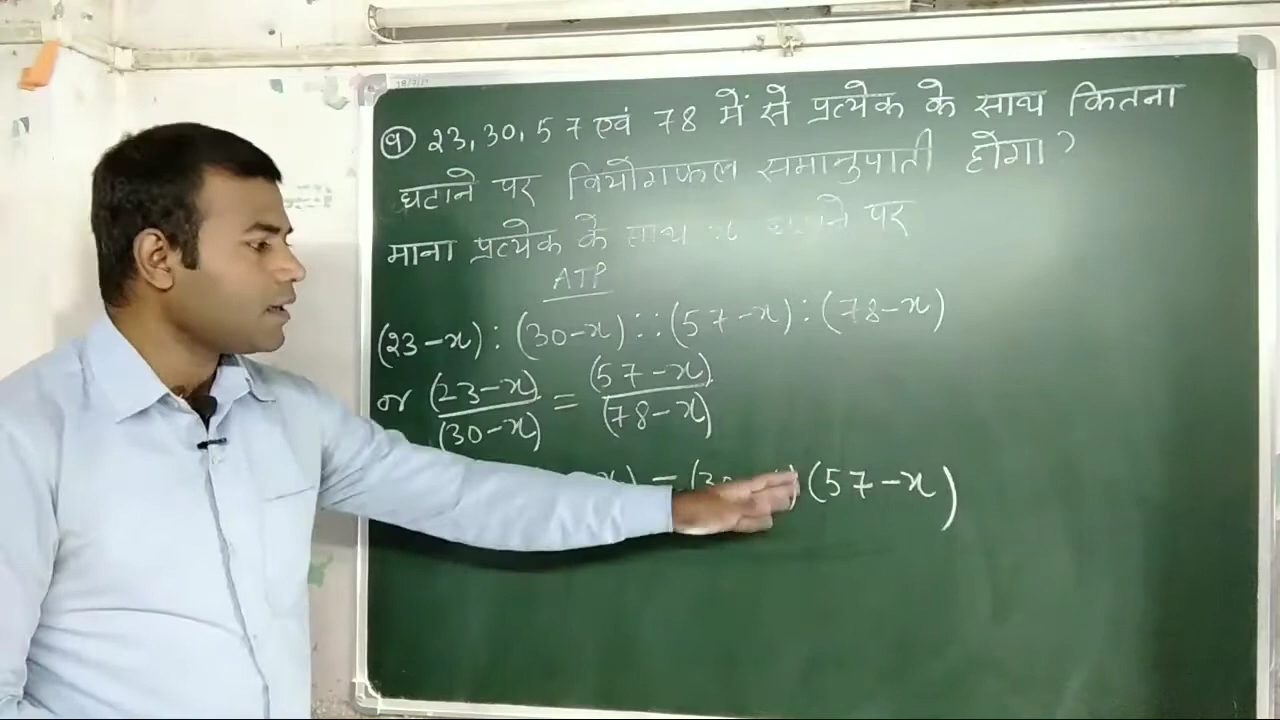 (9) 23, 30, 57 एवं 78 में से प्रत्येक के साथ कितना
घटाने पर वियोगफल समानुपाती होगा?
माना प्रत्येक के साथ x पर
ATP
(23-x) : (30-x) :: (57-x) : (78-x)
or (23-x)/(30-x) = (57-x)/(78-x)
= (57-x)